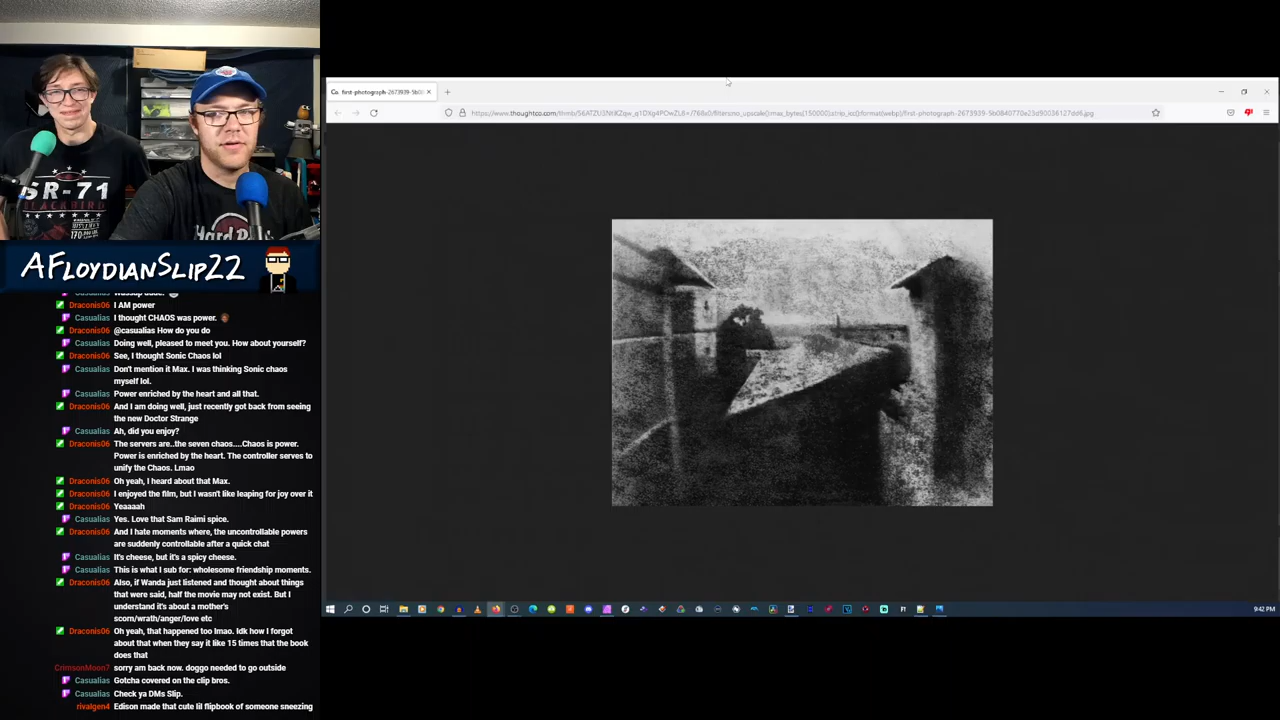 SR-71
BLACKBIRD
Hard R
AFLOYDIANSLIP22
Casualias
Draconis06 I AM power
Casualias I thought CHAOS was power.
Draconis06 @casualias How do you do
Casualias Doing well, pleased to meet you. How about yourself?
Draconis06 See, I thought Sonic Chaos lol
Casualias Don't mention it Max. I was thinking Sonic chaos
myself lol.
Casualias Power enriched by the heart and all that.
Draconis06 And I am doing well, just recently got back from seeing
the new Doctor Strange
Casualias Ah, did you enjoy?
Draconis06 The servers are..the seven chaos....Chaos is power.
Power is enriched by the heart. The controller serves to
unify the Chaos. Lmao
Draconis06 Oh yeah, I heard about that Max.
Draconis06 I enjoyed the film, but I wasn't like leaping for joy over it
Draconis06 Yeaaaah
Casualias Yes. Love that Sam Raimi spice.
Draconis06 And I hate moments where, the uncontrollable powers
are suddenly controllable after a quick chat
Casualias It's cheese, but it's a spicy cheese.
Casualias This is what I sub for: wholesome friendship moments.
Draconis06 Also, if Wanda just listened and thought about things
that were said, half the movie may not exist. But I
understand it's about a mother's
scorn/wrath/anger/love etc
Draconis06 Oh yeah, that happened too lmao. Idk how I forgot
about that when they say it like 15 times that the book
does that
CrimsonMoon7 sorry am back now. doggo needed to go outside
Casualias Gotcha covered on the clip bros.
Casualias Check ya DMs Slip.
rivalgen4 Edison made that cute lil flipbook of someone sneezing
first-photograph-2673939-5b08
https://www.thoughtco.com/thmb/
9:42 PM